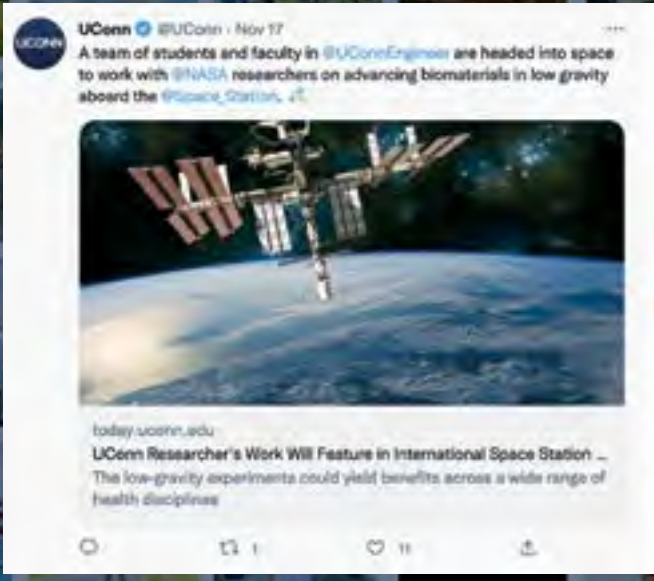 UCONN
UConn @UConn · Nov 17
A team of students and faculty in @UConnEngineer are headed into space
to work with @NASA researchers on advancing biomaterials in low gravity
aboard the @Space_Station.
today.uconn.edu
UConn Researcher's Work Will Feature in International Space Station ...
The low-gravity experiments could yield benefits across a wide range of
health disciplines
1
11